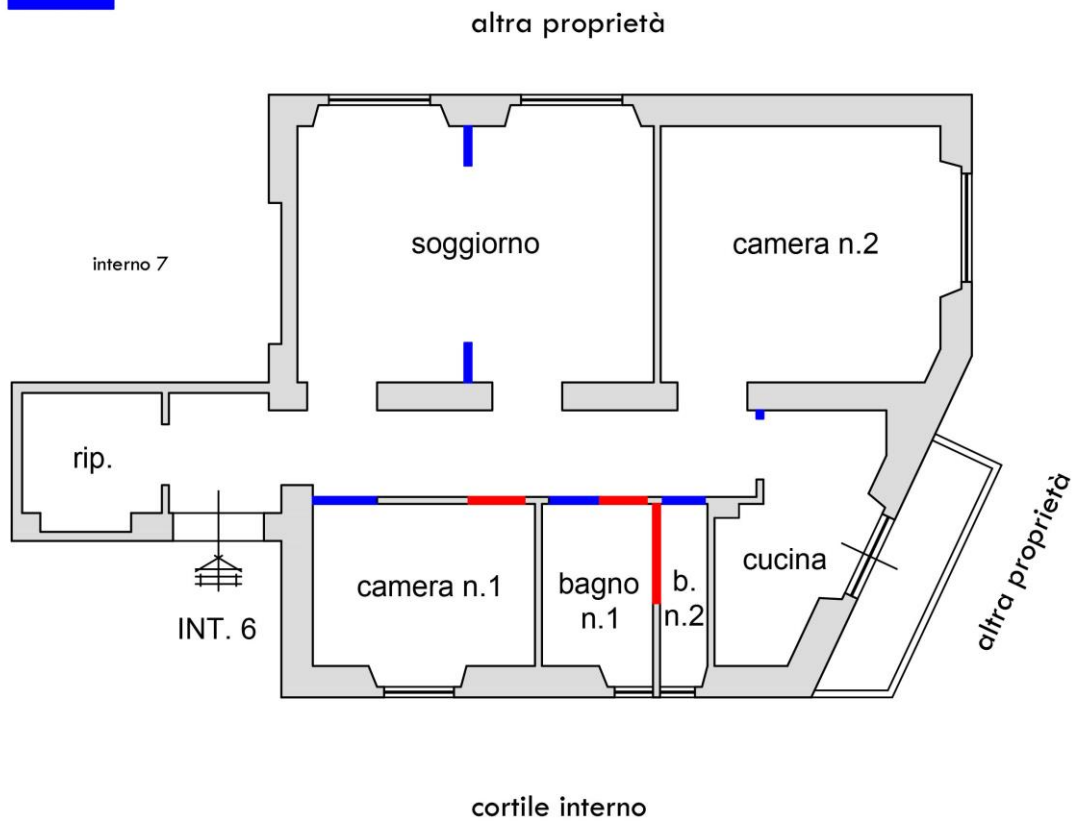 altra proprietà
soggiorno
camera n.2
interno 7
rip.
altra proprietà
cucina
camera n.1
bagno
n.1
b.
n.2
INT. 6
cortile interno